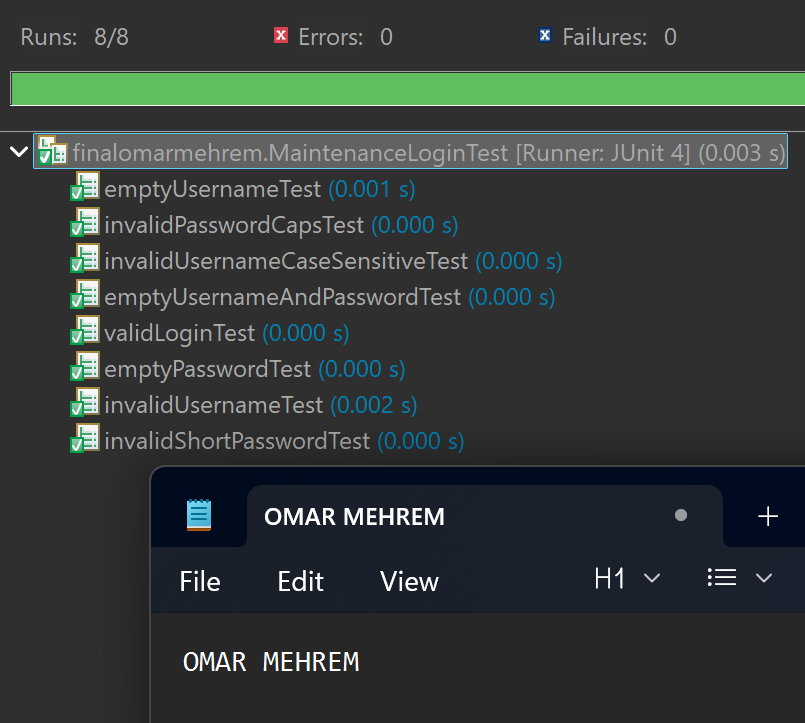 Runs: 8/8 Errors: 0 Failures: 0
finalomarmehrem.MaintenanceLoginTest [Runner: JUnit 4] (0.003 s)
emptyUsernameTest (0.001 s)
invalidPasswordCapsTest (0.000 s)
invalidUsernameCaseSensitiveTest (0.000 s)
emptyUsernameAndPasswordTest (0.000 s)
validLoginTest (0.000 s)
emptyPasswordTest (0.000 s)
invalidUsernameTest (0.002 s)
invalidShortPasswordTest (0.000 s)
OMAR MEHREM
File Edit View H1
OMAR MEHREM